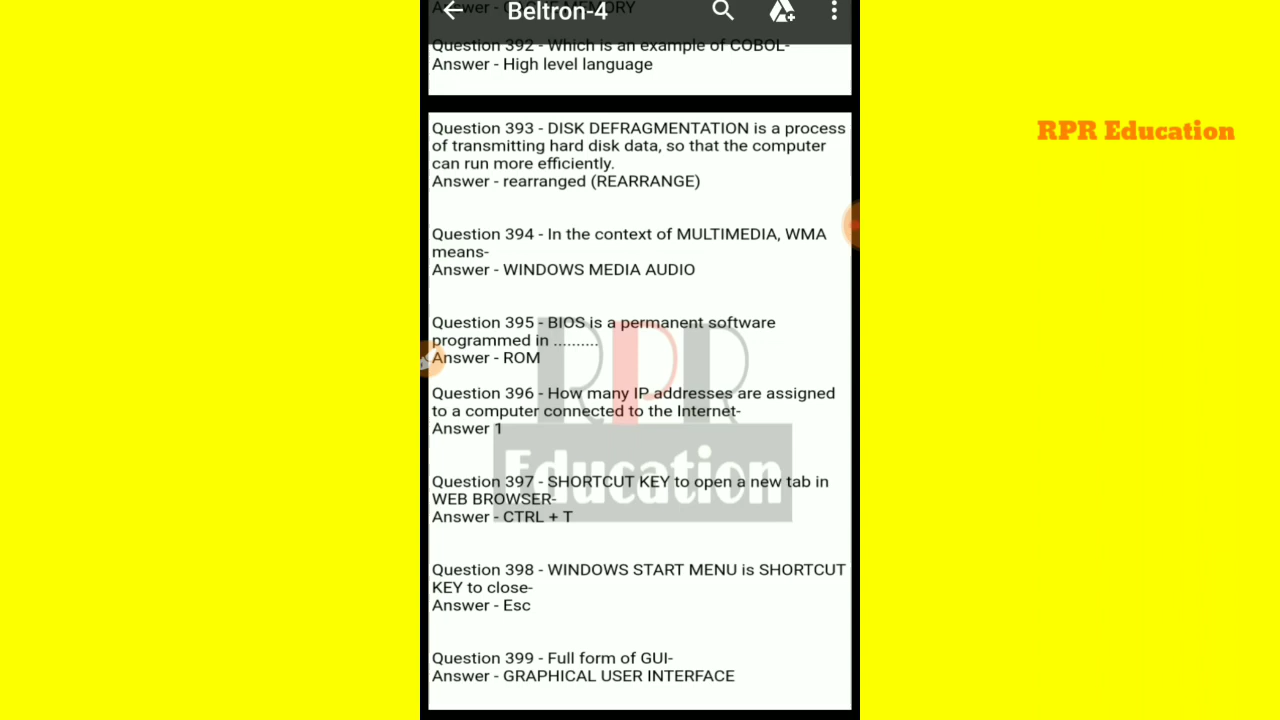 Answer - CACHE MEMORY
Beltron-4
Question 392 - Which is an example of COBOL-
Answer - High level language
Question 393 - DISK DEFRAGMENTATION is a process
of transmitting hard disk data, so that the computer
can run more efficiently.
Answer - rearranged (REARRANGE)
Question 394 - In the context of MULTIMEDIA, WMA
means-
Answer - WINDOWS MEDIA AUDIO
Question 395 - BIOS is a permanent software
programmed in ..........
Answer - ROM
Question 396 - How many IP addresses are assigned
to a computer connected to the Internet-
Answer 1
Question 397 - SHORTCUT KEY to open a new tab in
WEB BROWSER-
Answer - CTRL + T
Question 398 - WINDOWS START MENU is SHORTCUT
KEY to close-
Answer - Esc
Question 399 - Full form of GUI-
Answer - GRAPHICAL USER INTERFACE
RPR Education
RPR
Education